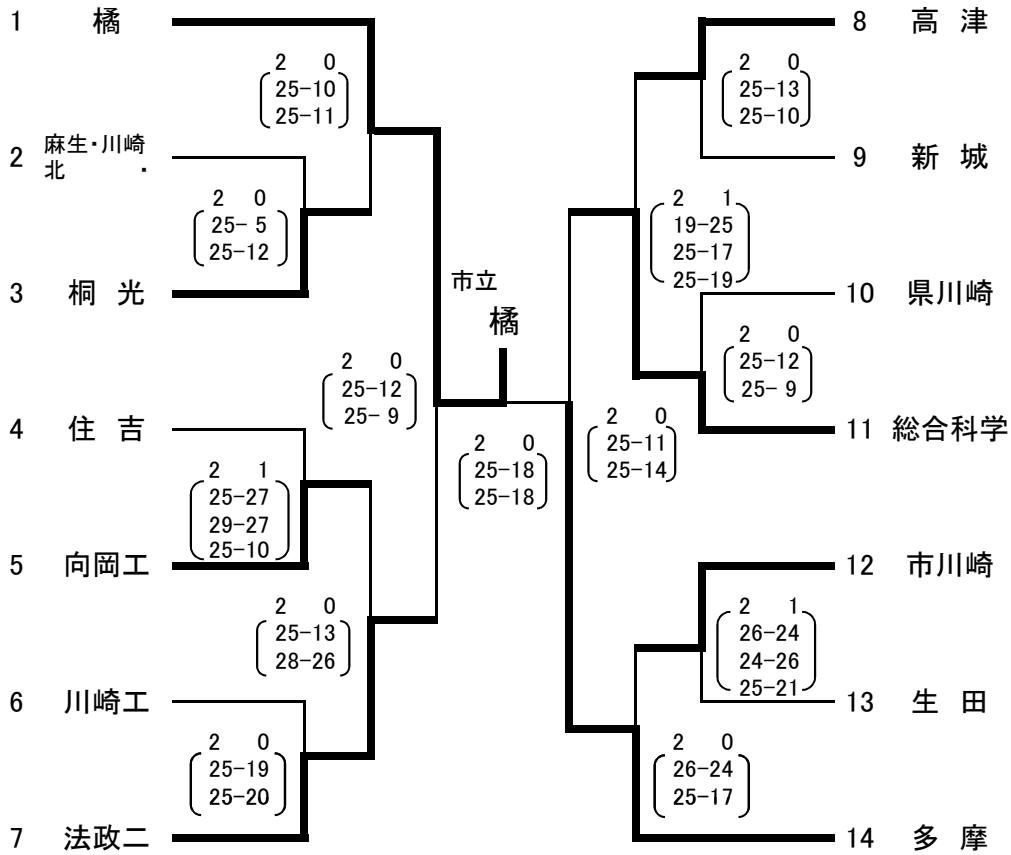 1 橘
2 0
25-10
25-11
2 麻生・川崎
北 ・
2 0
25- 5
25-12
3 桐 光
市立
橘
2 0
25-12
25- 9
4 住 吉
2 1
25-27
29-27
25-10
5 向岡工
2 0
25-13
28-26
6 川崎工
2 0
25-19
25-20
7 法政二
2 0
25-18
25-18
8 高 津
2 0
25-13
25-10
9 新 城
2 1
19-25
25-17
25-19
10 県川崎
2 0
25-12
25- 9
11 総合科学
2 0
25-11
25-14
12 市川崎
2 1
26-24
24-26
25-21
13 生 田
2 0
26-24
25-17
14 多 摩